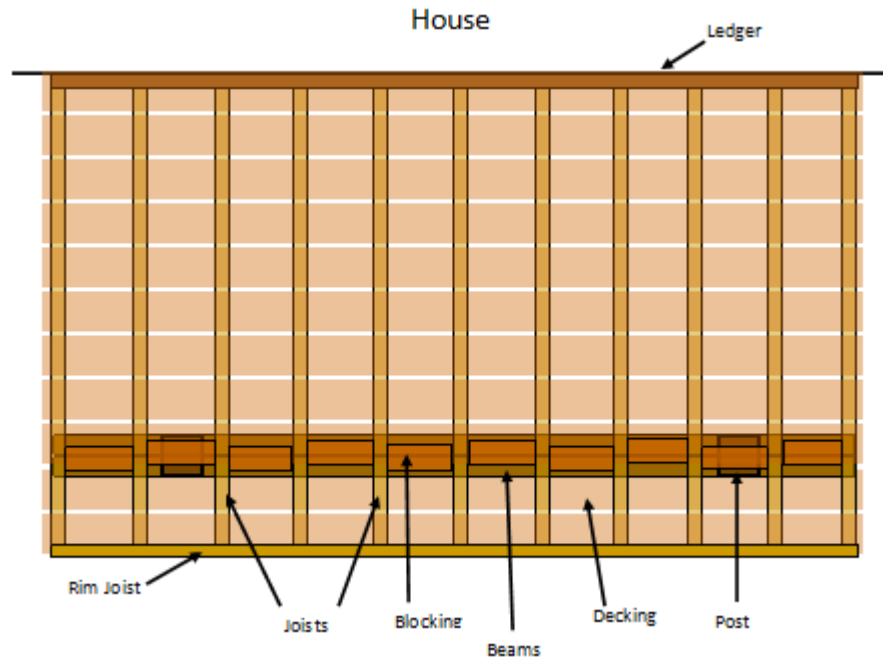 House
Ledger
Rim Joist
Joists
Blocking
Beams
Decking
Post